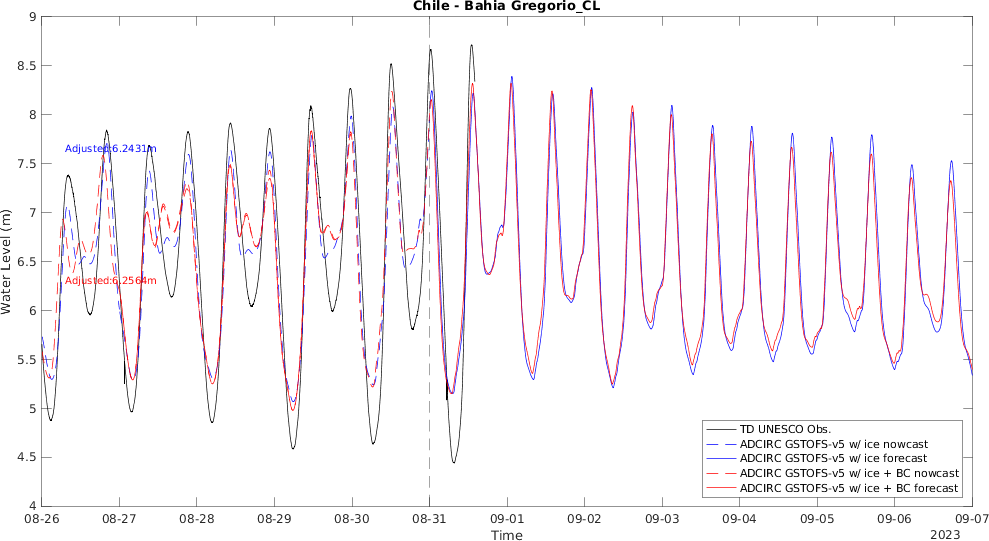 Chile - Bahia Gregorio_CL
Water Level (m)
9
8.5
8
7.5
7
6.5
6
5.5
5
4.5
4
Adjusted:6.2431m
Adjusted:6.2564m
TD UNESCO Obs.
ADCIRC GSTOFS-v5 w/ ice nowcast
ADCIRC GSTOFS-v5 w/ ice forecast
ADCIRC GSTOFS-v5 w/ ice + BC nowcast
ADCIRC GSTOFS-v5 w/ ice + BC forecast
08-26 08-27 08-28 08-29 08-30 08-31 09-01 09-02 09-03 09-04 09-05 09-06 09-07
Time
2023